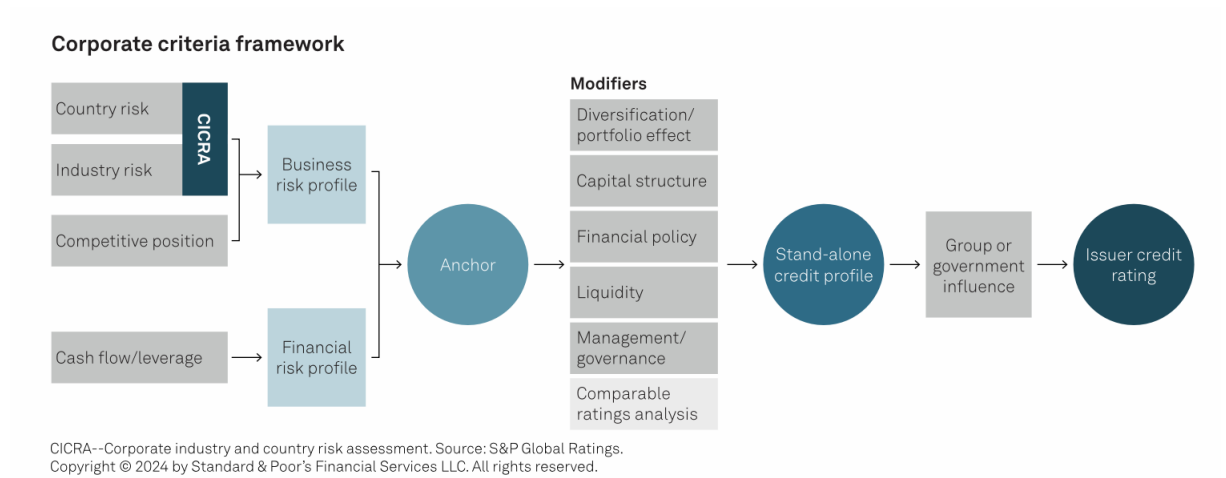 Corporate criteria framework
Country risk
Industry risk
CICRA
Competitive position
Cash flow/leverage
Business
risk profile
Financial
risk profile
Anchor
Modifiers
Diversification/
portfolio effect
Capital structure
Financial policy
Liquidity
Management/
governance
Comparable
ratings analysis
Stand-alone
credit profile
Group or
government
influence
Issuer credit
rating
CICRA--Corporate industry and country risk assessment. Source: S&P Global Ratings.
Copyright © 2024 by Standard & Poor's Financial Services LLC. All rights reserved.